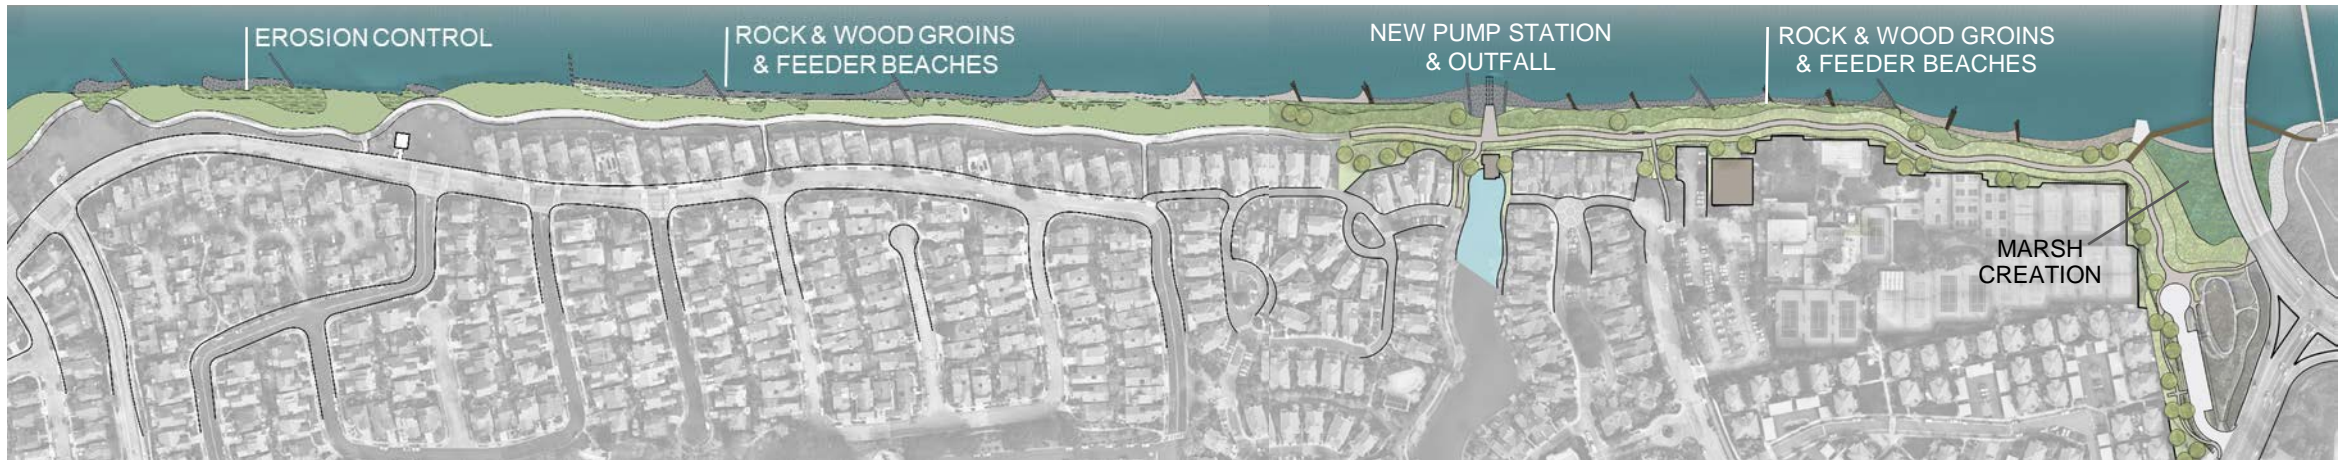 EROSION CONTROL
ROCK & WOOD GROINS
& FEEDER BEACHES
NEW PUMP STATION
& OUTFALL
ROCK & WOOD GROINS
& FEEDER BEACHES
MARSH
CREATION